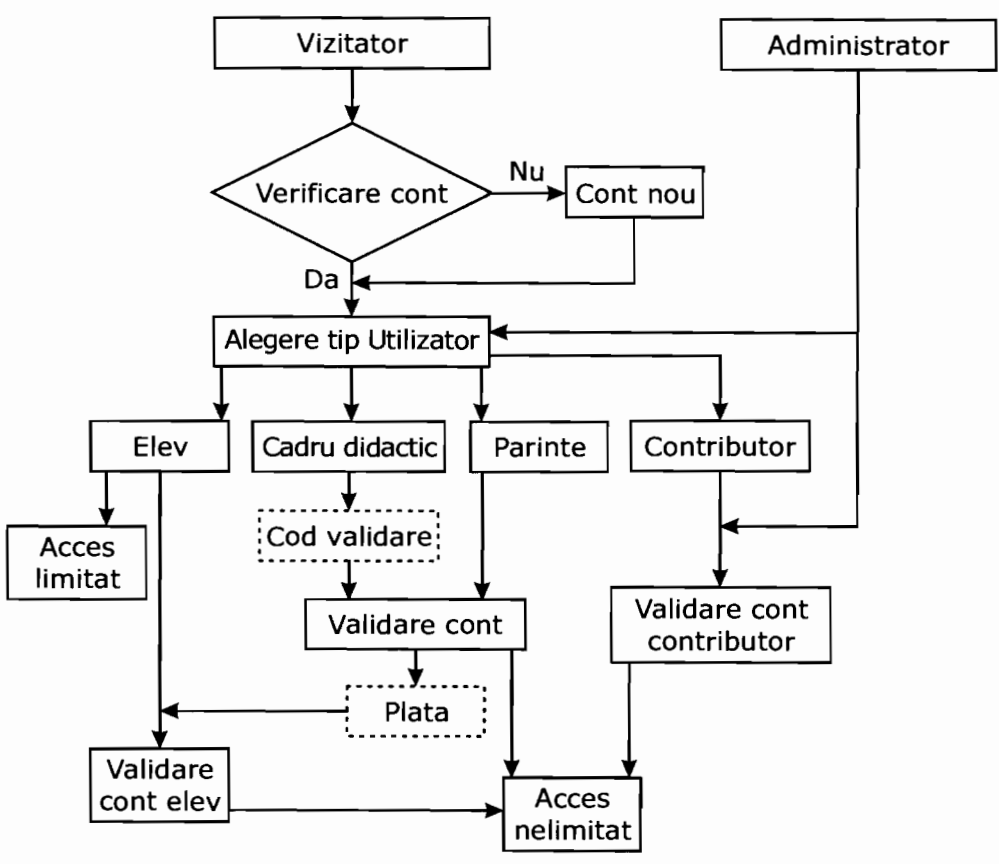 Vizitator
Administrator
Verificare cont
Nu
Cont nou
Da
Alegere tip Utilizator
Elev
Cadru didactic
Parinte
Contributor
Acces
limitat
Cod validare
Validare cont
Validare cont
contributor
Plata
Validare
cont elev
Acces
nelimitat